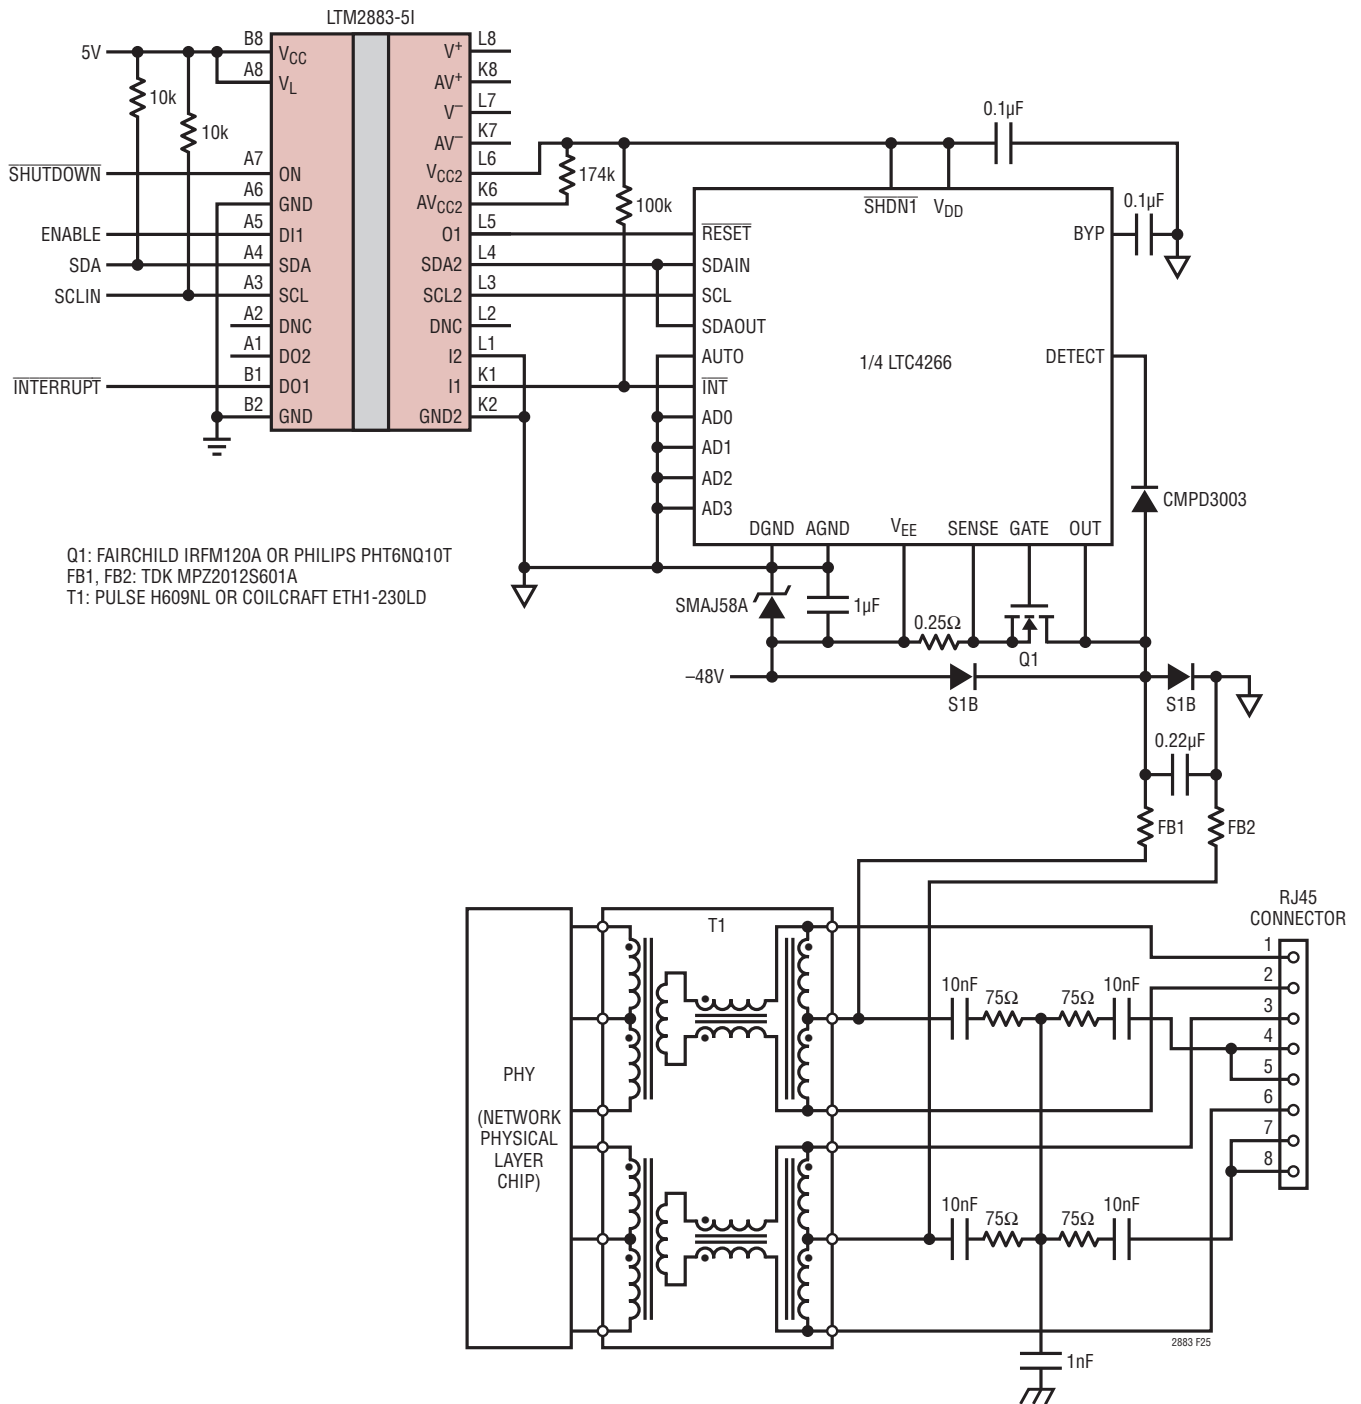 LTM2883-5I
5V
B8
VCC
A8
VL
10k
10k
SHUTDOWN
A7
ON
A6
GND
ENABLE
A5
DI1
SDA
A4
SDA
SCLIN
A3
SCL
A2
DNC
A1
DO2
INTERRUPT
B1
DO1
B2
GND
V+
L8
AV+
K8
V–
L7
AV–
K7
VCC2
L6
AVCC2
K6
O1
L5
SDA2
L4
SCL2
L3
DNC
L2
I2
L1
I1
K1
GND2
K2
174k
100k
0.1µF
0.1µF
SHDN1
VDD
RESET
BYP
SDAIN
SCL
SDAOUT
AUTO
1/4 LTC4266
DETECT
INT
AD0
AD1
AD2
AD3
DGND
AGND
VEE
SENSE
GATE
OUT
CMPD3003
Q1: FAIRCHILD IRFM120A OR PHILIPS PHT6NQ10T
FB1, FB2: TDK MPZ2012S601A
T1: PULSE H609NL OR COILCRAFT ETH1-230LD
SMAJ58A
1µF
0.25Ω
Q1
–48V
S1B
S1B
0.22µF
FB1
FB2
RJ45
CONNECTOR
T1
PHY
(NETWORK
PHYSICAL
LAYER
CHIP)
10nF
75Ω
75Ω
10nF
1
2
3
4
5
6
7
8
10nF
75Ω
75Ω
10nF
2883 F25
1nF